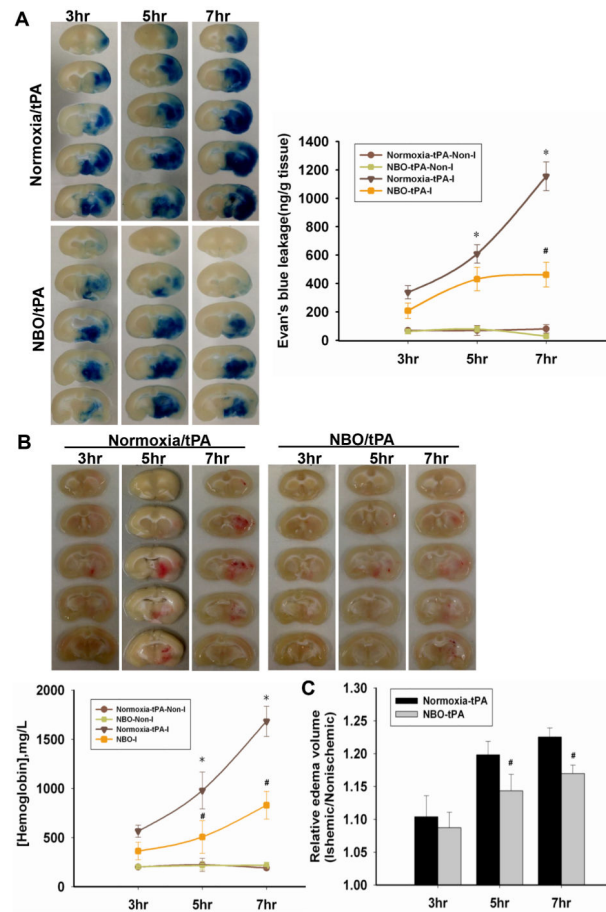 A
3hr 5hr 7hr
Normoxia/tPA
NBO/tPA
Evan's blue leakage(ng/g tissue)
1400
1200
1000
800
600
400
200
0
Normoxia-tPA-Non-I
NBO-tPA-Non-I
Normoxia-tPA-I
NBO-tPA-I
*
*
#
3hr 5hr 7hr
B
Normoxia/tPA NBO/tPA
3hr 5hr 7hr 3hr 5hr 7hr
[Hemoglobin],mg/L
2000
1500
1000
500
0
Normoxia-tPA-Non-I
NBO-Non-I
Normoxia-tPA-I
NBO-I
*
*
#
#
3hr 5hr 7hr
C
Relative edema volume
(Ishemic/Nonischemic)
1.30
1.25
1.20
1.15
1.10
1.05
1.00
Normoxia-tPA
NBO-tPA
#
#
3hr 5hr 7hr